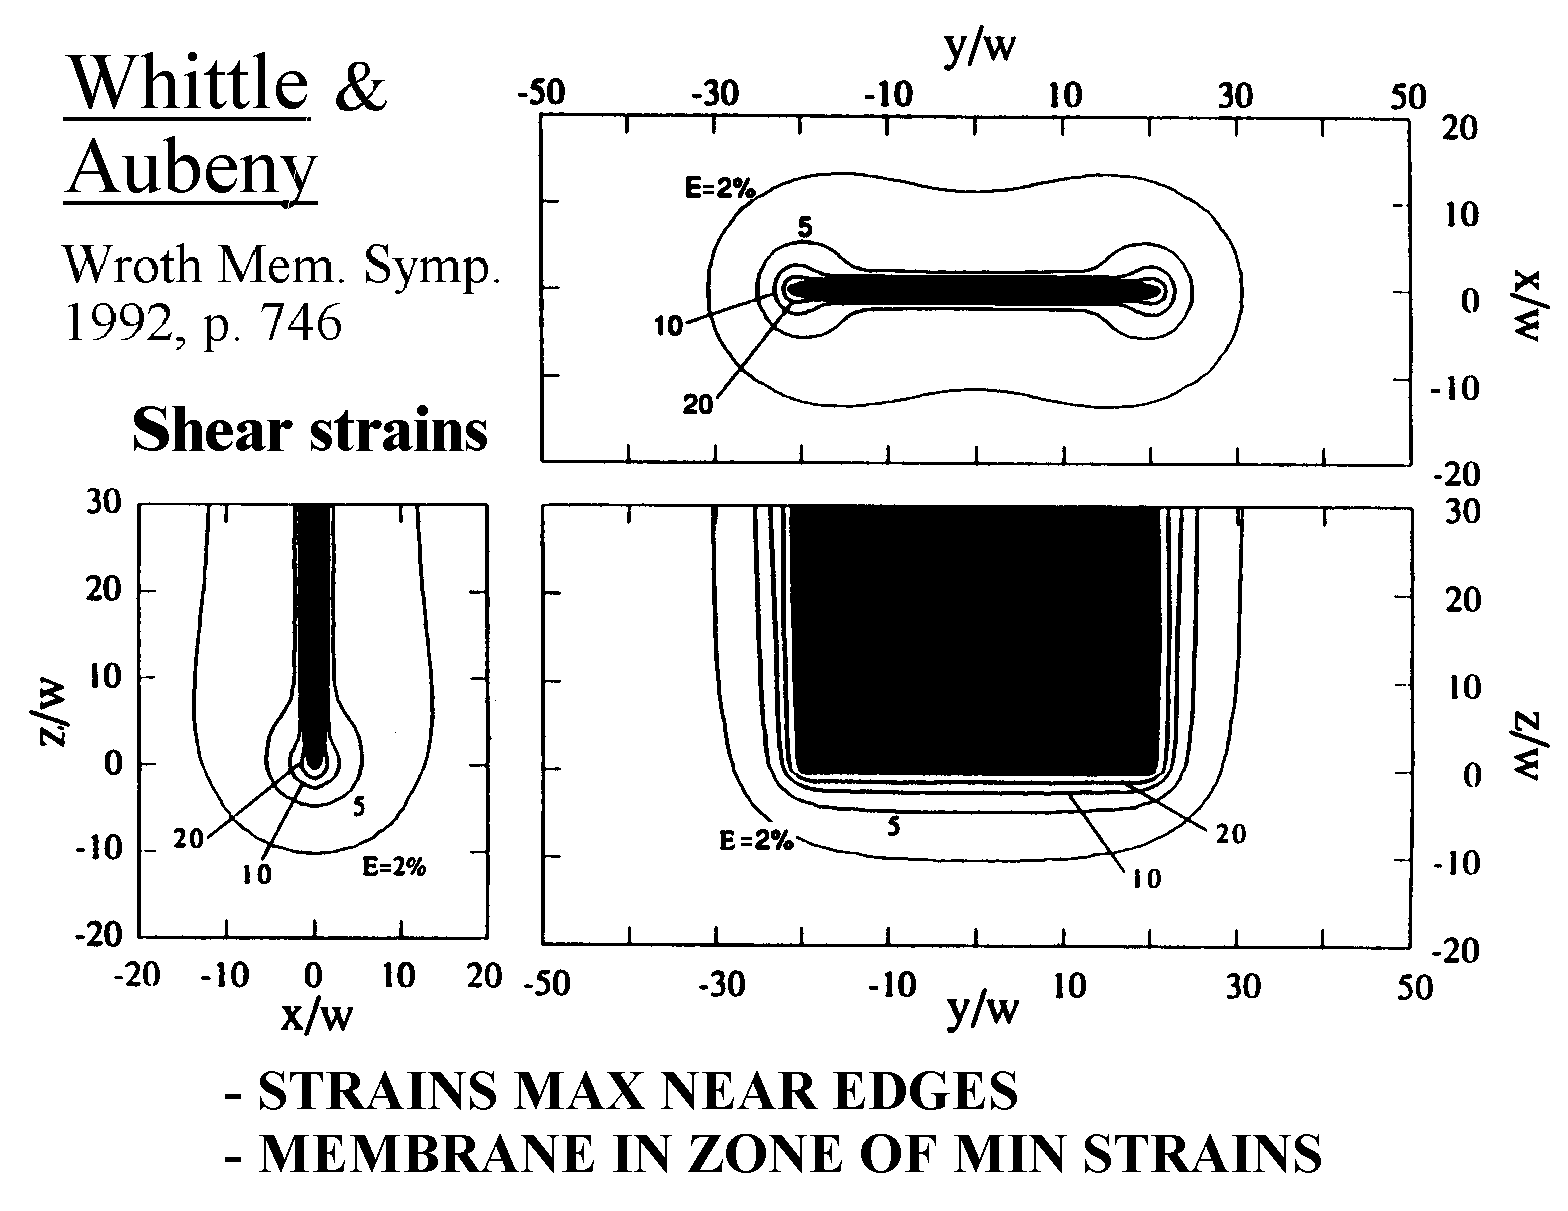 Whittle &
Aubeny
Wroth Mem. Symp.
1992, p. 746
Shear strains
y/w
-50 -30 -10 10 30 50
20
10
0
-10
-20
x/w
E=2%
5
10
20
30
20
10
0
-10
-20
z/w
-20 -10 0 10 20
x/w
20
10
5
E=2%
30
20
10
0
-10
-20
z/w
-50 -30 -10 10 30 50
y/w
E=2%
5
20
10
- STRAINS MAX NEAR EDGES
- MEMBRANE IN ZONE OF MIN STRAINS